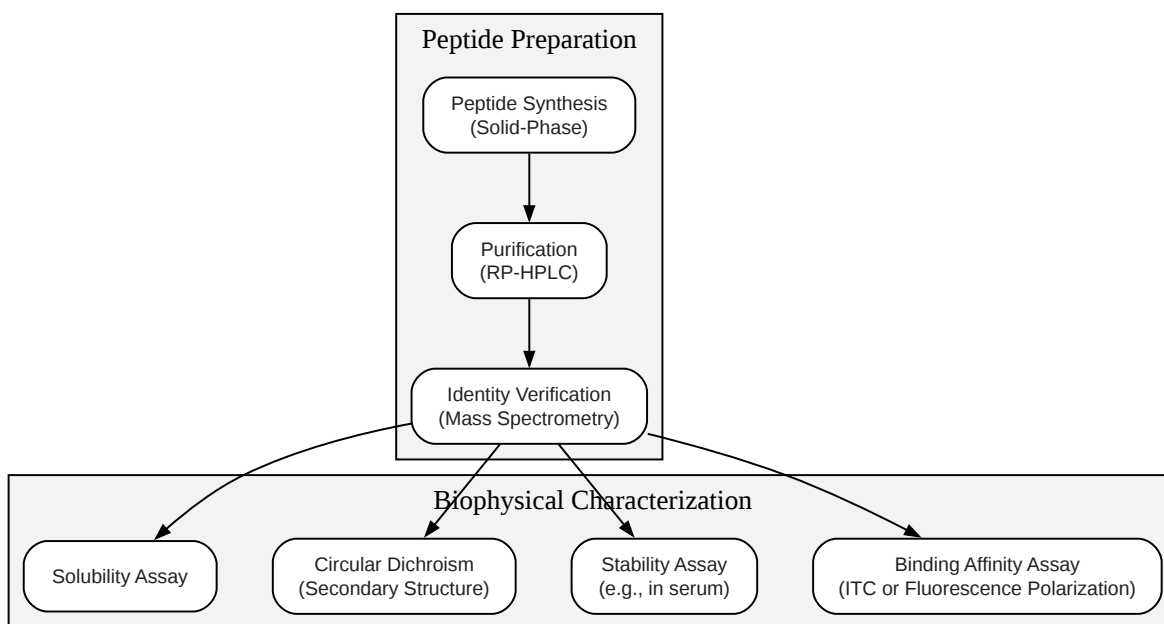 Peptide Preparation
Peptide Synthesis
(Solid-Phase)
Purification
(RP-HPLC)
Identity Verification
(Mass Spectrometry)
Biophysical Characterization
Solubility Assay
Circular Dichroism
(Secondary Structure)
Stability Assay
(e.g., in serum)
Binding Affinity Assay
(ITC or Fluorescence Polarization)